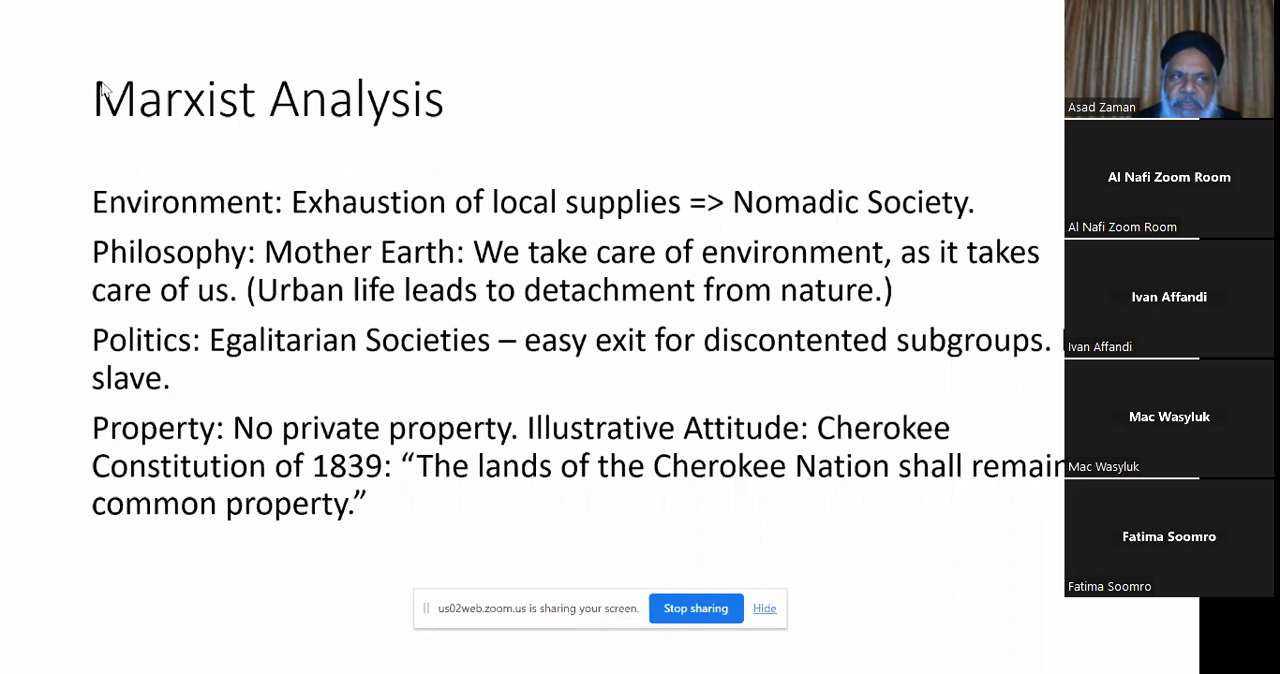 Marxist Analysis
Environment: Exhaustion of local supplies => Nomadic Society.
Philosophy: Mother Earth: We take care of environment, as it takes
care of us. (Urban life leads to detachment from nature.)
Politics: Egalitarian Societies – easy exit for discontented subgroups.
slave.
Property: No private property. Illustrative Attitude: Cherokee
Constitution of 1839: “The lands of the Cherokee Nation shall remain
common property.”
us02web.zoom.us is sharing your screen. Stop sharing Hide
Asad Zaman
Al Nafi Zoom Room
Al Nafi Zoom Room
Ivan Affandi
Ivan Affandi
Mac Wasyluk
Mac Wasyluk
Fatima Soomro
Fatima Soomro